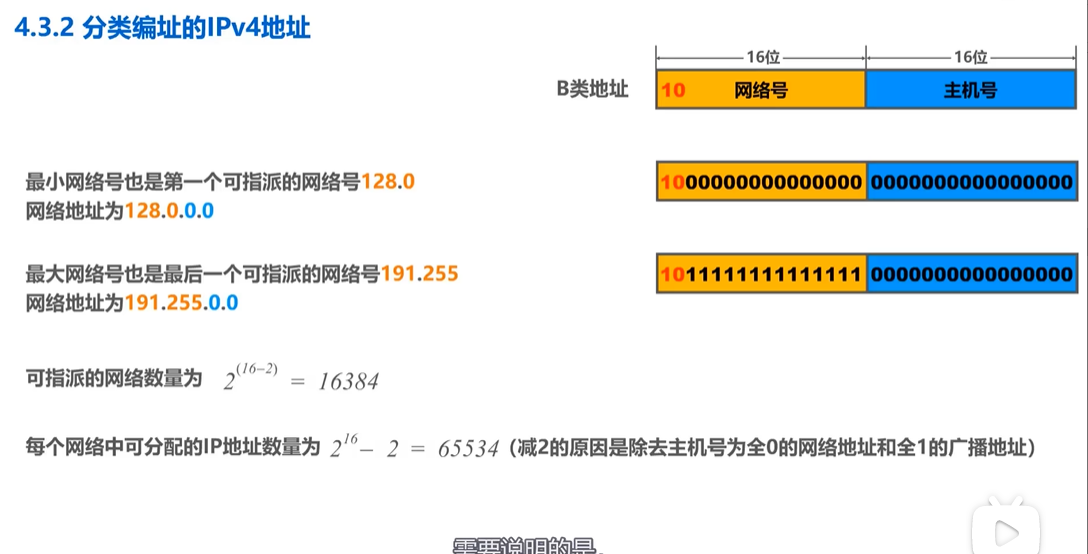 4.3.2 分类编址的IPv4地址
16位 16位
B类地址 10 网络号 主机号
最小网络号也是第一个可指派的网络号128.0
网络地址为128.0.0.0
1000000000000000 0000000000000000
最大网络号也是最后一个可指派的网络号191.255
网络地址为191.255.0.0
1011111111111111 0000000000000000
可指派的网络数量为 2^(16-2) = 16384
每个网络中可分配的IP地址数量为 2^16 - 2 = 65534（减2的原因是除去主机号为全0的网络地址和全1的广播地址）
需要说明的是